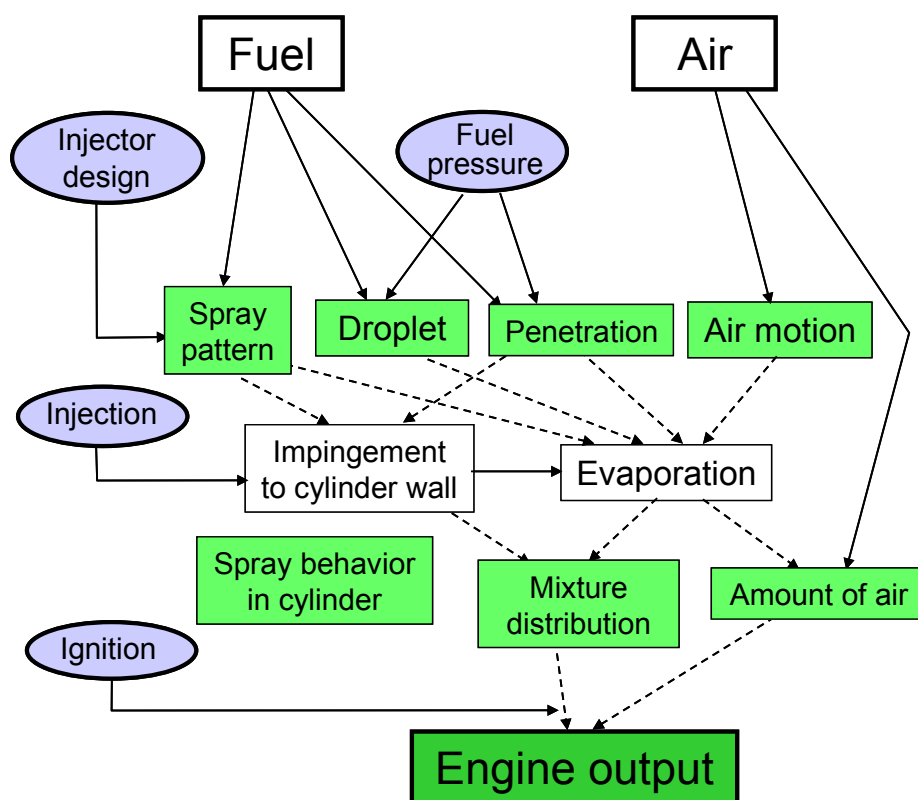 Fuel
Air
Injector
design
Fuel
pressure
Spray
pattern
Droplet
Penetration
Air motion
Injection
Impingement
to cylinder wall
Evaporation
Spray behavior
in cylinder
Mixture
distribution
Amount of air
Ignition
Engine output